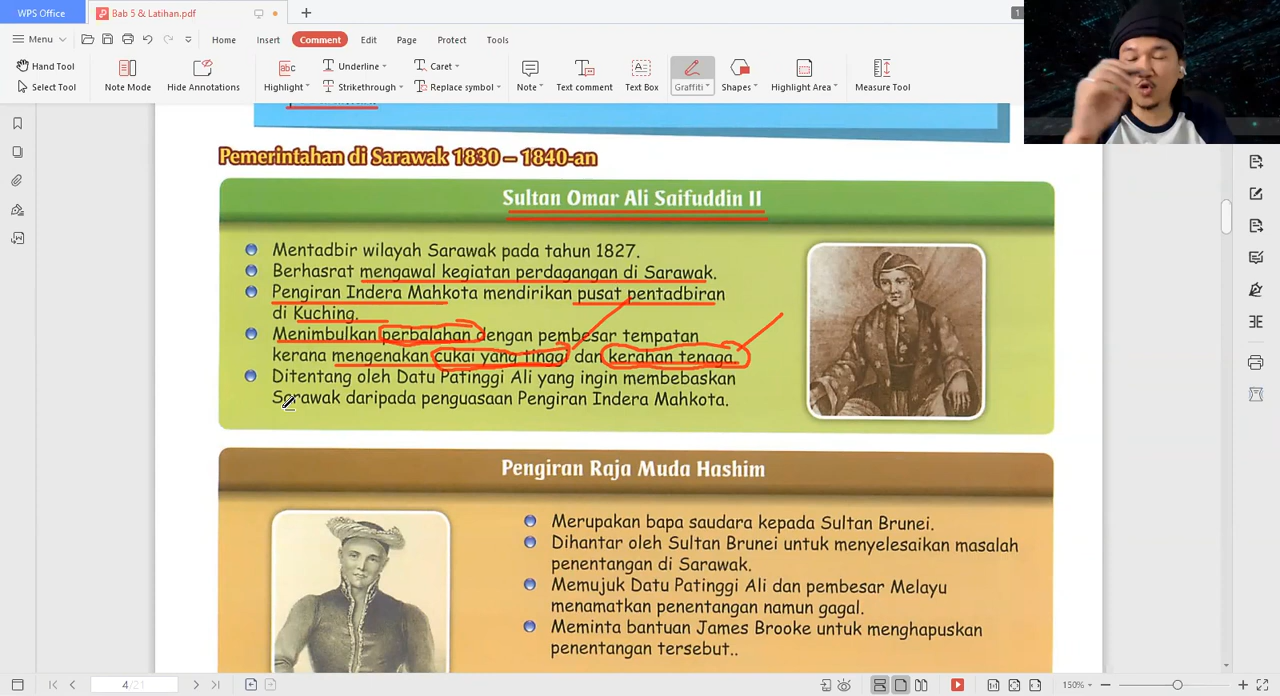 WPS Office
Bab 5 & Latihan.pdf
1
Menu
Home
Insert
Comment
Edit
Page
Protect
Tools
Hand Tool
Select Tool
Note Mode
Hide Annotations
Highlight
Underline
Strikethrough
Caret
Replace symbol
Note
Text comment
Text Box
Graffiti
Shapes
Highlight Area
Measure Tool
Pemerintahan di Sarawak 1830 – 1840-an
Sultan Omar Ali Saifuddin II
Mentadbir wilayah Sarawak pada tahun 1827.
Berhasrat mengawal kegiatan perdagangan di Sarawak.
Pengiran Indera Mahkota mendirikan pusat pentadbiran
di Kuching.
Menimbulkan perbalahan dengan pembesar tempatan
kerana mengenakan cukai yang tinggi dan kerahan tenaga.
Ditentang oleh Datu Patinggi Ali yang ingin membebaskan
Sarawak daripada penguasaan Pengiran Indera Mahkota.
Pengiran Raja Muda Hashim
Merupakan bapa saudara kepada Sultan Brunei.
Dihantar oleh Sultan Brunei untuk menyelesaikan masalah
penentangan di Sarawak.
Memujuk Datu Patinggi Ali dan pembesar Melayu
menamatkan penentangan namun gagal.
Meminta bantuan James Brooke untuk menghapuskan
penentangan tersebut..
4/21
150%